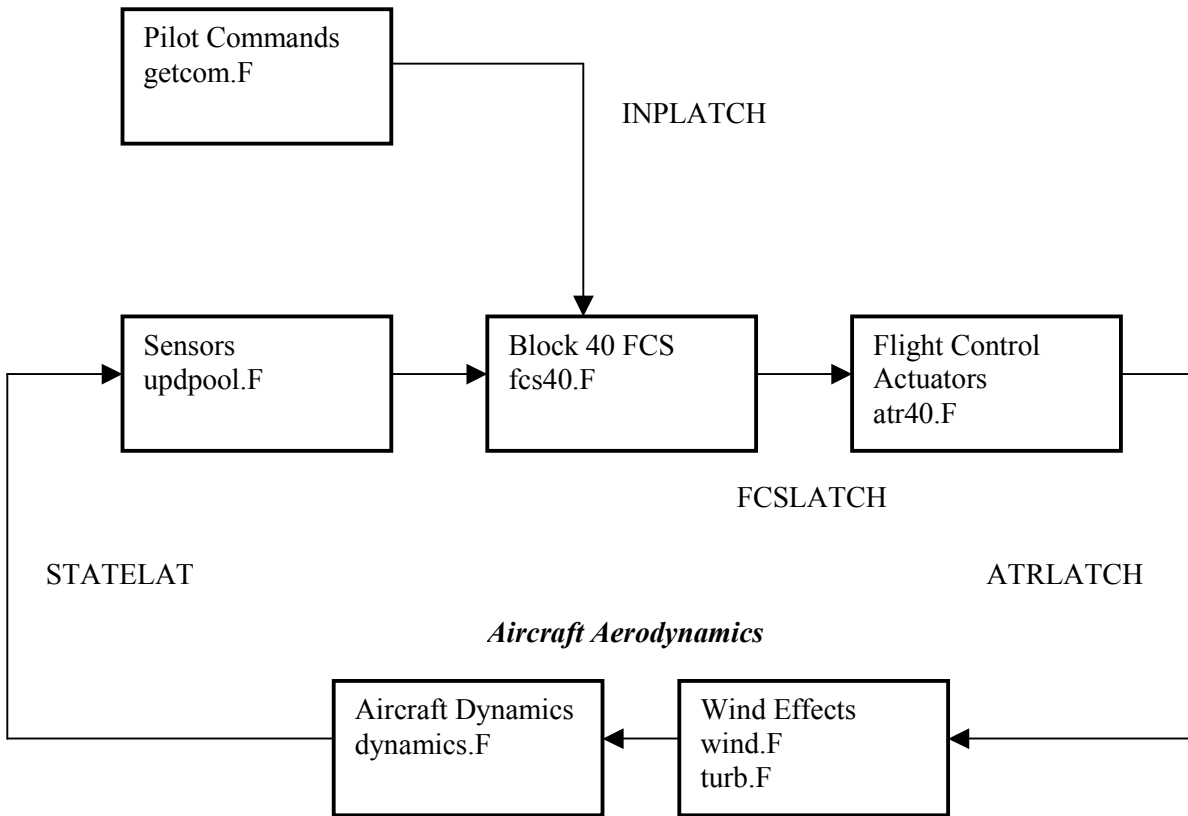 Pilot Commands
getcom.F
INPLATCH
Sensors
updpool.F
Block 40 FCS
fcs40.F
Flight Control
Actuators
atr40.F
FCSLATCH
STATELAT
ATRLATCH
Aircraft Aerodynamics
Aircraft Dynamics
dynamics.F
Wind Effects
wind.F
turb.F